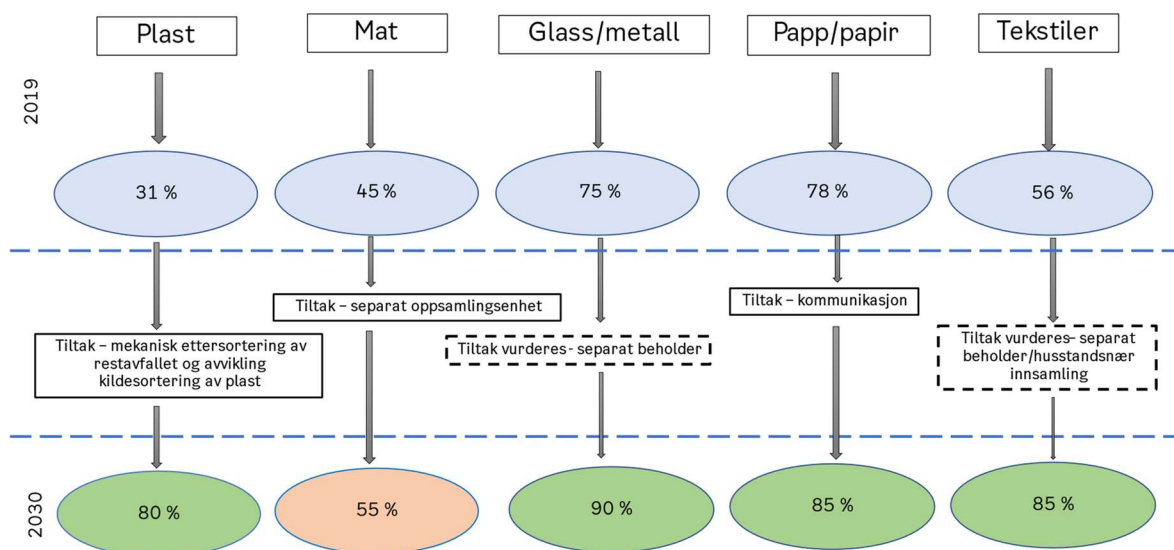 Plast
Mat
Glass/metall
Papp/papir
Tekstiler
2019
31 %
45 %
75 %
78 %
56 %
Tiltak – separat oppsamlingsenhet
Tiltak – kommunikasjon
Tiltak – mekanisk ettersortering av
restavfallet og avvikling
kildesortering av plast
Tiltak vurderes - separat beholder
Tiltak vurderes– separat
beholder/husstandsnær
innsamling
2030
80 %
55 %
90 %
85 %
85 %